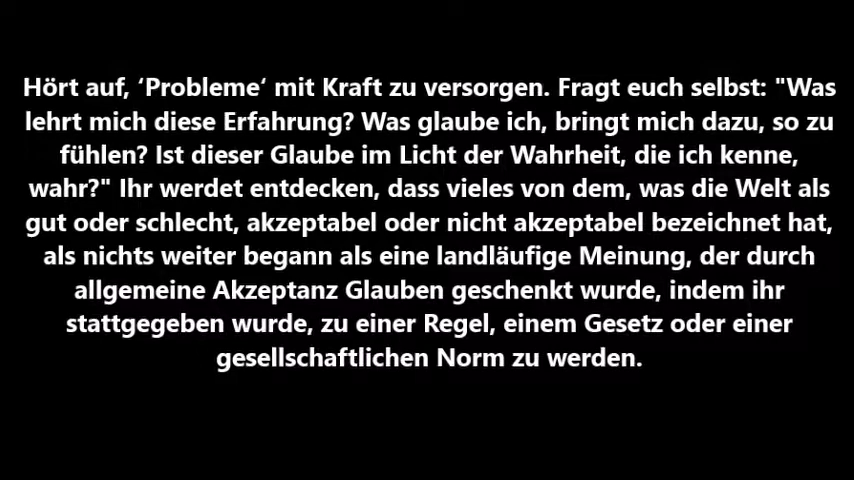 Hört auf, ‘Probleme‘ mit Kraft zu versorgen. Fragt euch selbst: "Was
lehrt mich diese Erfahrung? Was glaube ich, bringt mich dazu, so zu
fühlen? Ist dieser Glaube im Licht der Wahrheit, die ich kenne,
wahr?" Ihr werdet entdecken, dass vieles von dem, was die Welt als
gut oder schlecht, akzeptabel oder nicht akzeptabel bezeichnet hat,
als nichts weiter begann als eine landläufige Meinung, der durch
allgemeine Akzeptanz Glauben geschenkt wurde, indem ihr
stattgegeben wurde, zu einer Regel, einem Gesetz oder einer
gesellschaftlichen Norm zu werden.